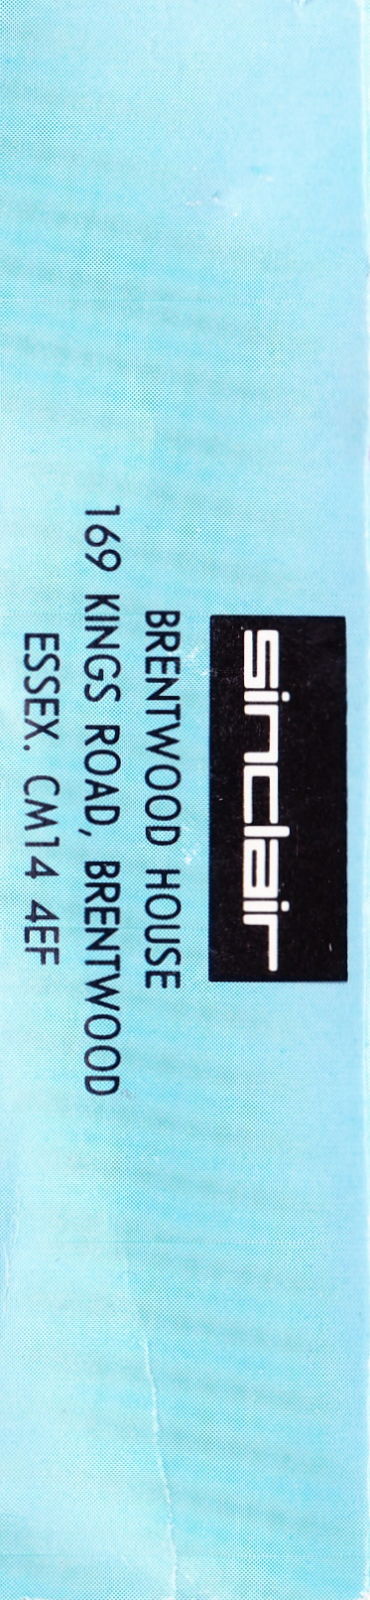 sinclair
BRENTWOOD HOUSE
169 KINGS ROAD, BRENTWOOD
ESSEX. CM14 4EF